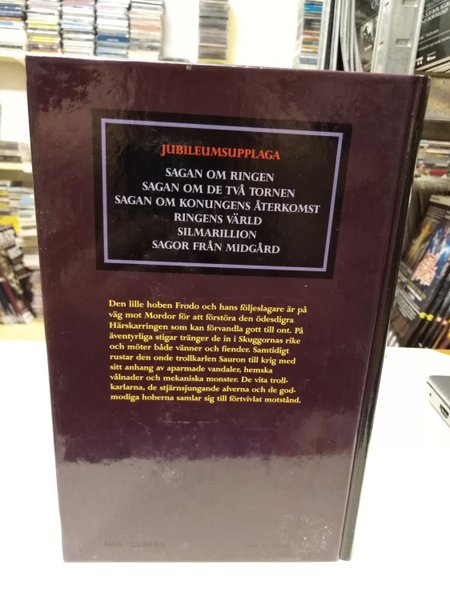 JUBILEUMSUPPLAGA
SAGAN OM RINGEN
SAGAN OM DE TVÅ TORNEN
SAGAN OM KONUNGENS ÅTERKOMST
RINGENS VÄRLD
SILMARILLION
SAGOR FRÅN MIDGÅRD
Den lille hoben Frodo och hans följeslagare är på
väg mot Mordor för att förstöra den ödesdigra
Härskarringen som kan förvandla gott till ont. På
äventyrliga stigar tränger de in i Skuggornas rike
och möter både vänner och fiender. Samtidigt
rustar den onde trollkarlen Sauron till krig med
sitt anhang av aparmade vandaler, hemska
vålnader och mekaniska monster. De vita troll-
karlarna, de stjärnsjungande alverna och de god-
modiga hoberna samlar sig till förtvivlat motstånd.